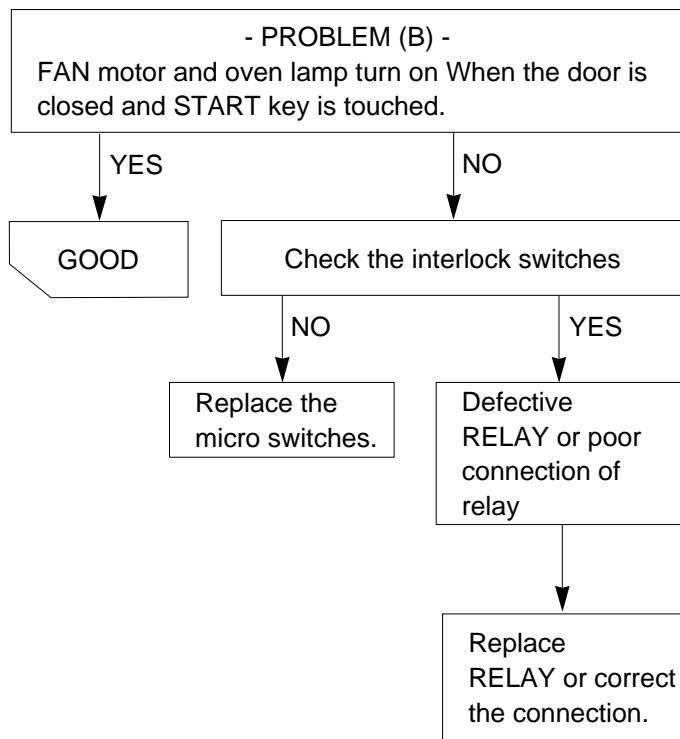 - PROBLEM (B) -
FAN motor and oven lamp turn on When the door is
closed and START key is touched.
YES
NO
GOOD
Check the interlock switches
NO
YES
Replace the
micro switches.
Defective
RELAY or poor
connection of
relay
Replace
RELAY or correct
the connection.